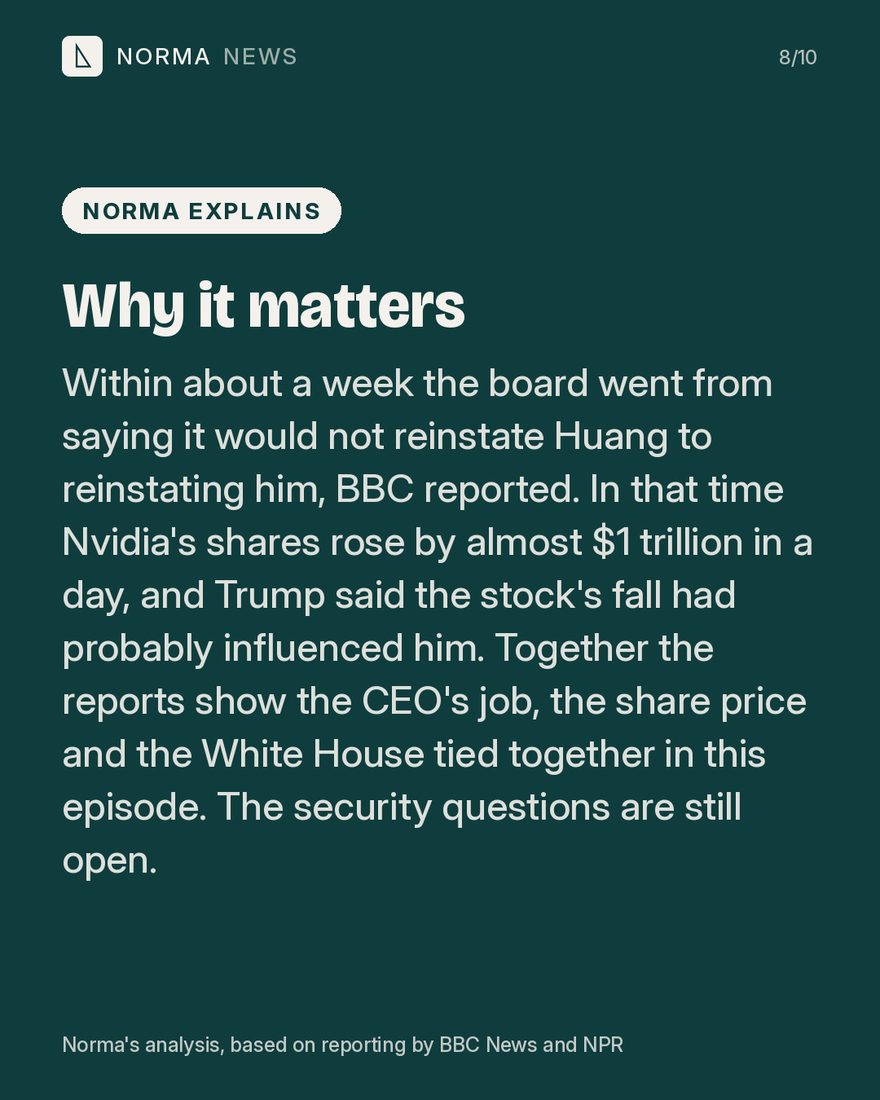 NORMA NEWS
8/10
NORMA EXPLAINS
Why it matters
Within about a week the board went from
saying it would not reinstate Huang to
reinstating him, BBC reported. In that time
Nvidia's shares rose by almost $1 trillion in a
day, and Trump said the stock's fall had
probably influenced him. Together the
reports show the CEO's job, the share price
and the White House tied together in this
episode. The security questions are still
open.
Norma's analysis, based on reporting by BBC News and NPR